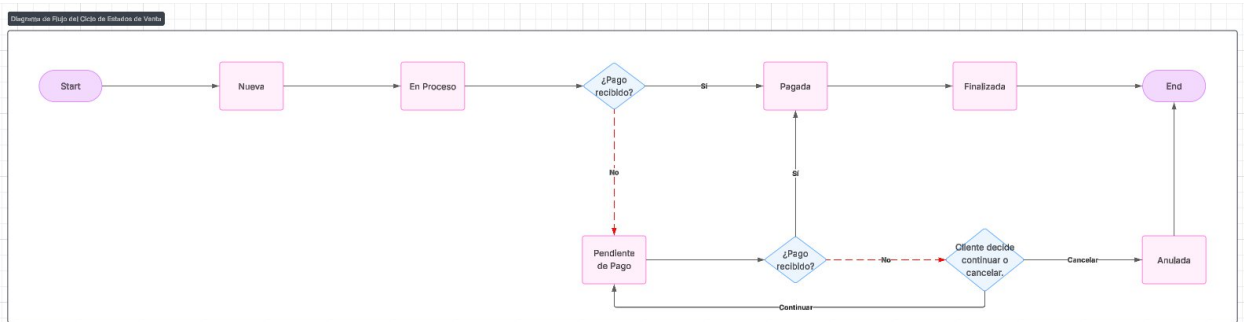 Diagrama de Flujo del Ciclo de Estados de Venta
Start
Nueva
En Proceso
¿Pago
recibido?
Sí
Pagada
Finalizada
End
No
Sí
Pendiente
de Pago
¿Pago
recibido?
No
Cliente decide
continuar o
cancelar.
Cancelar
Anulada
Continuar